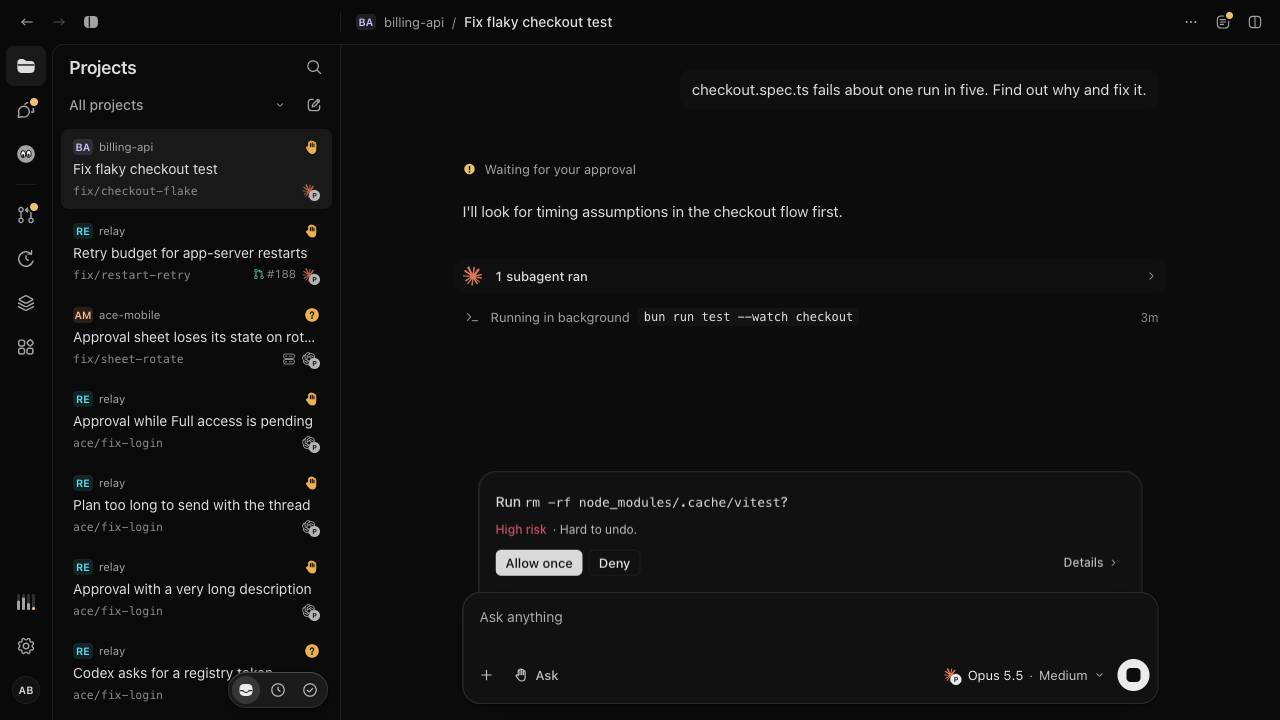 BA billing-api / Fix flaky checkout test
Projects
All projects
BA billing-api
Fix flaky checkout test
fix/checkout-flake
RE relay
Retry budget for app-server restarts
fix/restart-retry #188
AM ace-mobile
Approval sheet loses its state on rot...
fix/sheet-rotate
RE relay
Approval while Full access is pending
ace/fix-login
RE relay
Plan too long to send with the thread
ace/fix-login
RE relay
Approval with a very long description
ace/fix-login
RE relay
Codex asks for a registry token
ace/fix-login
AB
checkout.spec.ts fails about one run in five. Find out why and fix it.
Waiting for your approval
I'll look for timing assumptions in the checkout flow first.
1 subagent ran
Running in background bun run test --watch checkout 3m
Run rm -rf node_modules/.cache/vitest?
High risk · Hard to undo.
Allow once Deny Details
Ask anything
Ask Opus 5.5 · Medium